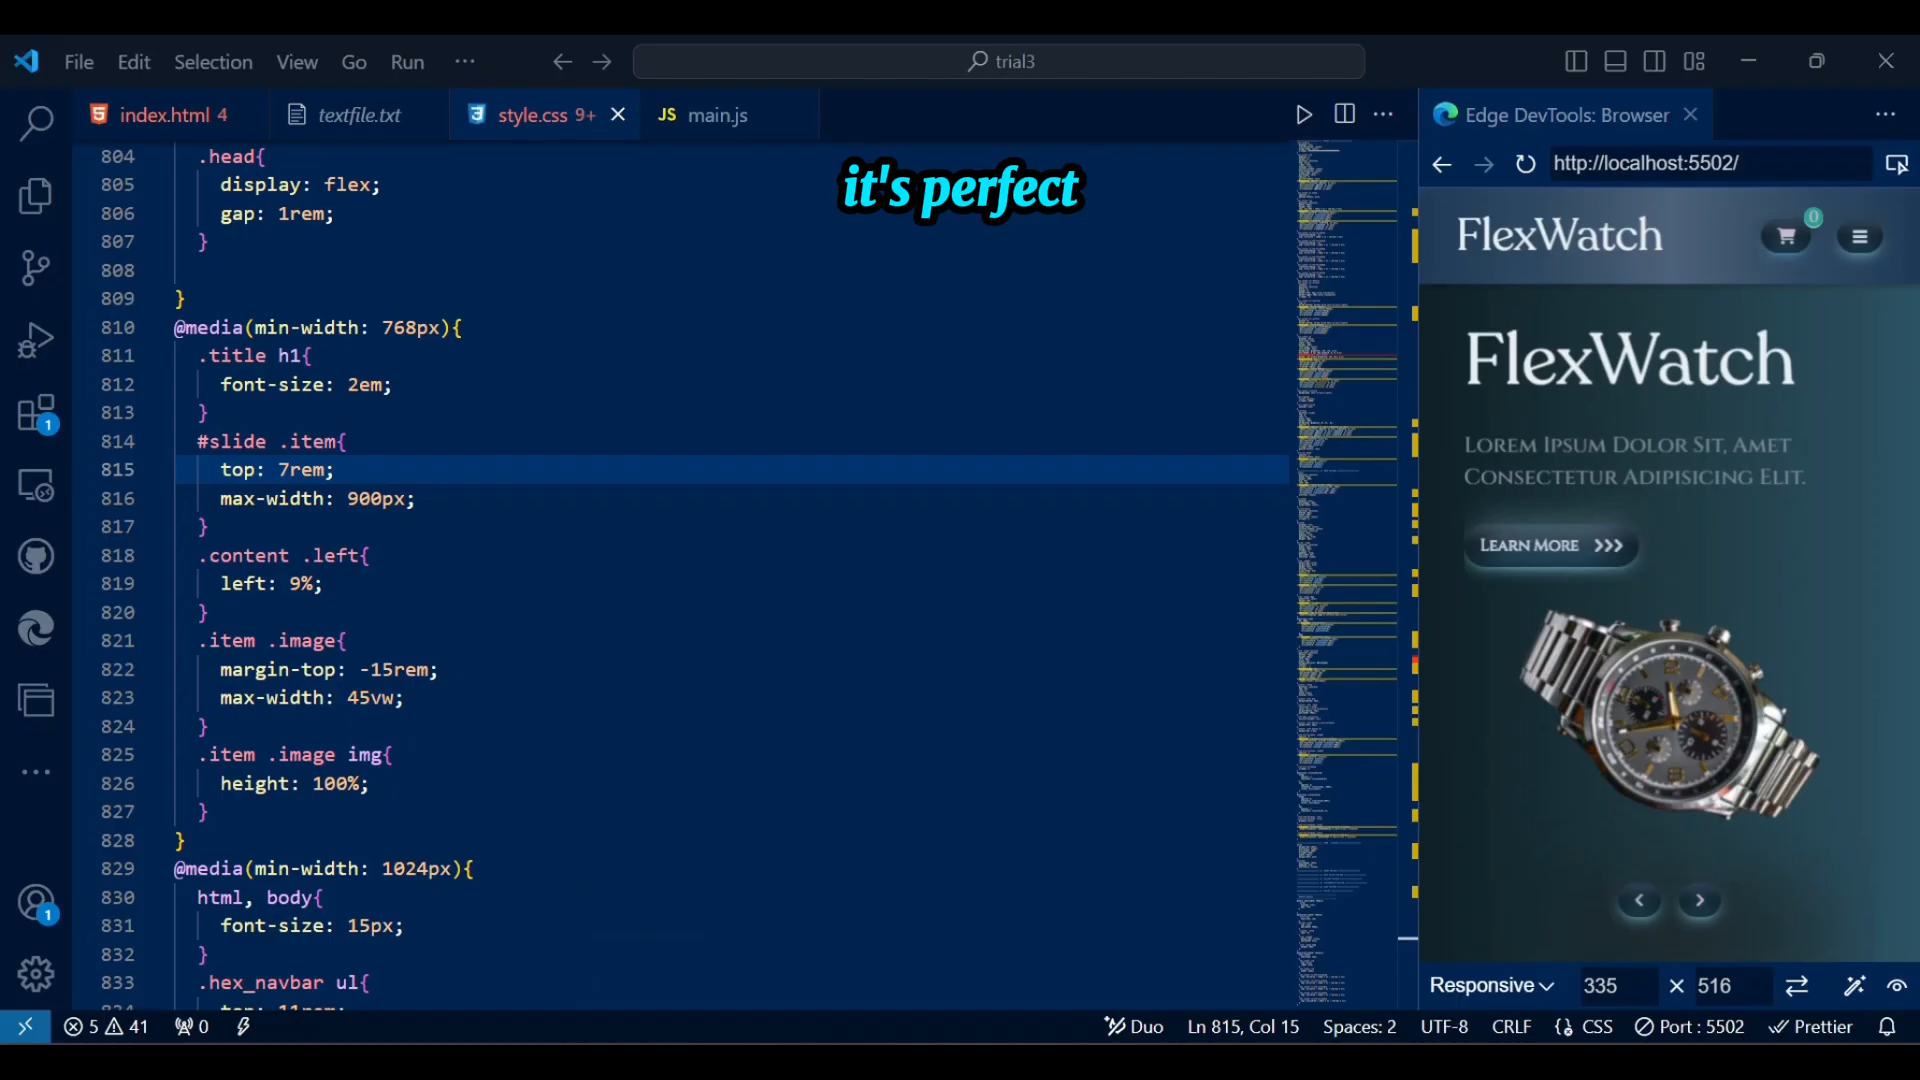 File Edit Selection View Go Run ··· trial3
index.html 4 textfile.txt style.css 9+ JS main.js
Edge DevTools: Browser
http://localhost:5502/
it's perfect
804 .head{
805 display: flex;
806 gap: 1rem;
807 }
808
809 }
810 @media(min-width: 768px){
811 .title h1{
812 font-size: 2em;
813 }
814 #slide .item{
815 top: 7rem;
816 max-width: 900px;
817 }
818 .content .left{
819 left: 9%;
820 }
821 .item .image{
822 margin-top: -15rem;
823 max-width: 45vw;
824 }
825 .item .image img{
826 height: 100%;
827 }
828 }
829 @media(min-width: 1024px){
830 html, body{
831 font-size: 15px;
832 }
833 .hex_navbar ul{
FlexWatch 0
FlexWatch
Lorem Ipsum Dolor Sit, Amet
Consectetur Adipisicing Elit.
Learn More >>>
1
1
Responsive 335 × 516
5 41 0 Duo Ln 815, Col 15 Spaces: 2 UTF-8 CRLF CSS Port : 5502 Prettier